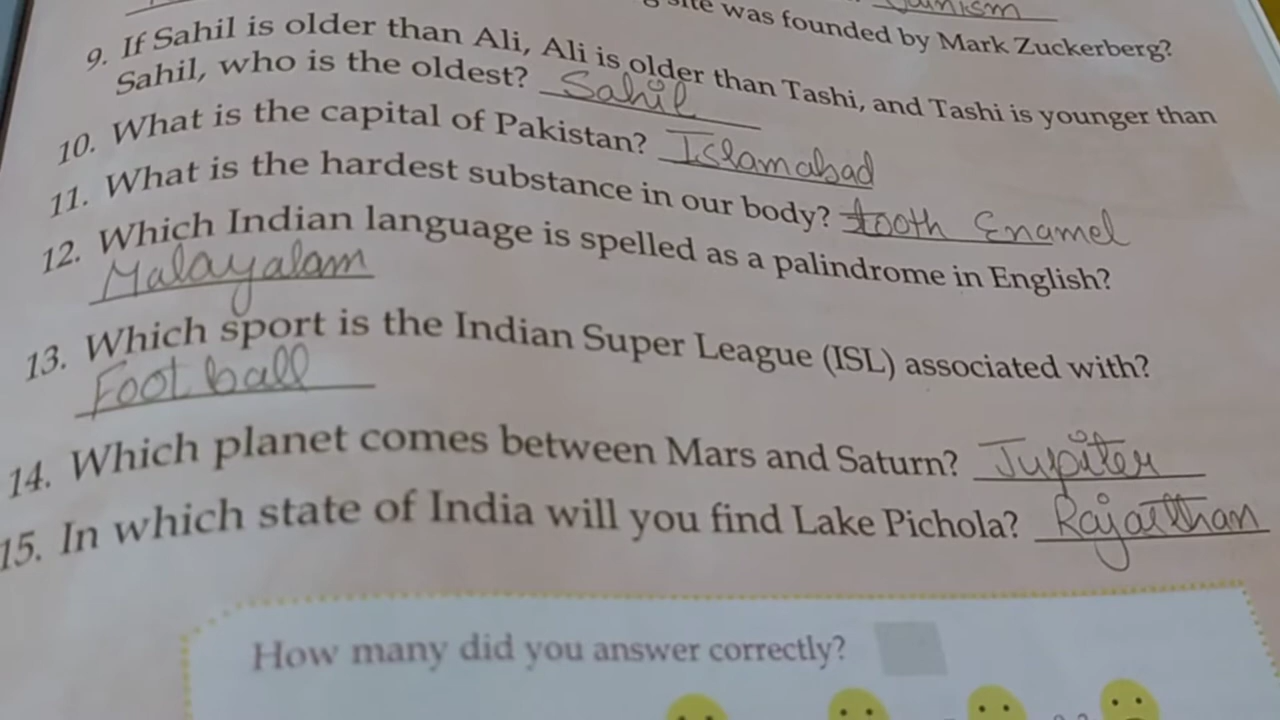 Jainism
site was founded by Mark Zuckerberg?
9. If Sahil is older than Ali, Ali is older than Tashi, and Tashi is younger than
Sahil, who is the oldest? Sahil
10. What is the capital of Pakistan? Islamabad
11. What is the hardest substance in our body? tooth Enamel
12. Which Indian language is spelled as a palindrome in English?
Malayalam
13. Which sport is the Indian Super League (ISL) associated with?
Foot ball
14. Which planet comes between Mars and Saturn? Jupiter
15. In which state of India will you find Lake Pichola? Rajasthan
How many did you answer correctly?